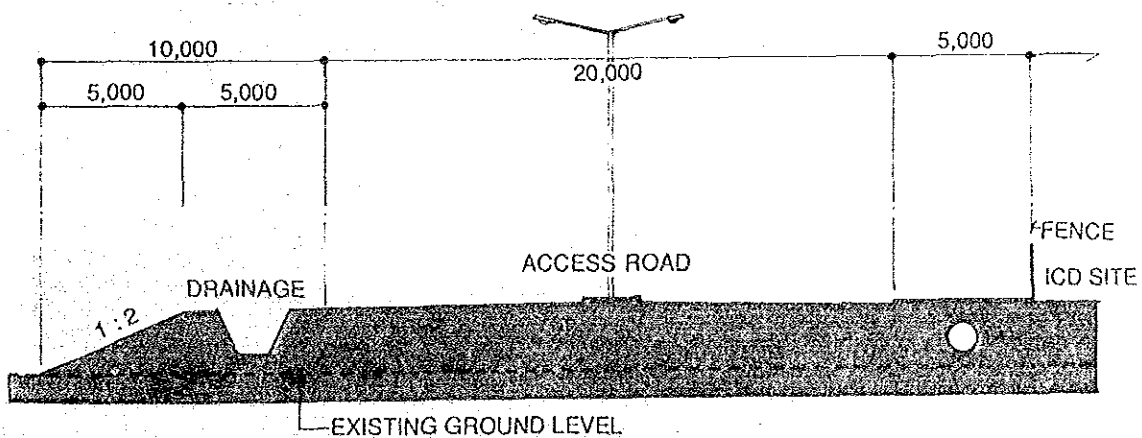 10,000
5,000
20,000
5,000
5,000
FENCE
ACCESS ROAD
ICD SITE
DRAINAGE
1:2
EXISTING GROUND LEVEL